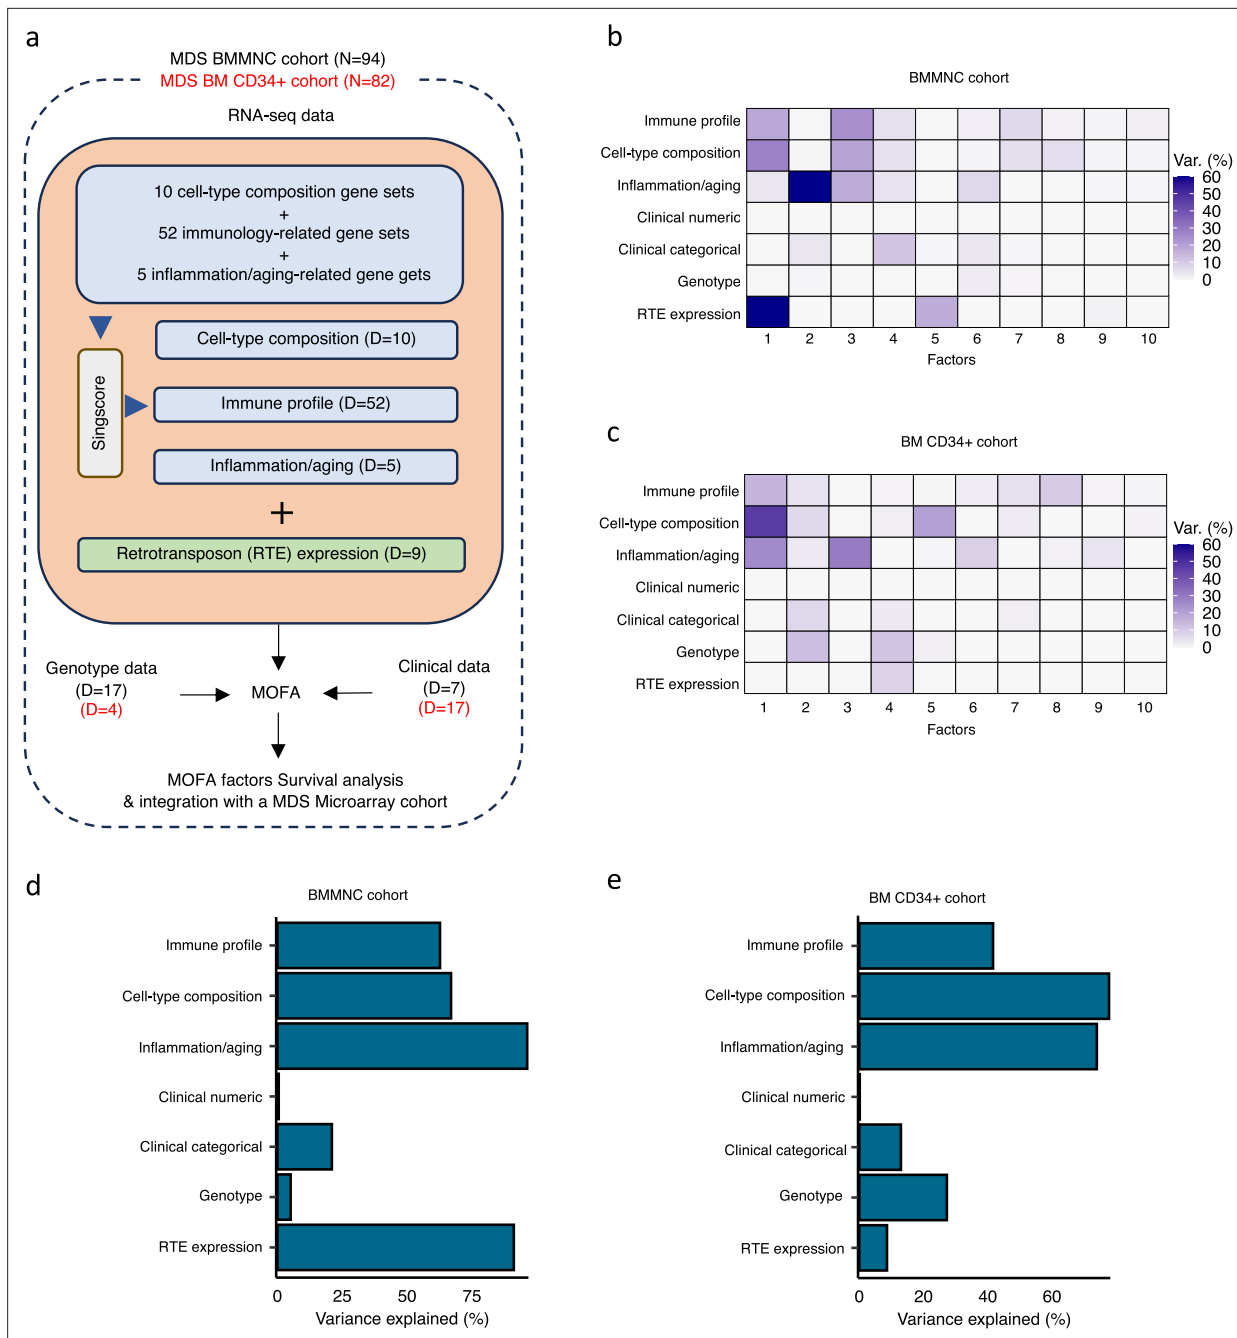 a
MDS BMMNC cohort (N=94)
MDS BM CD34+ cohort (N=82)
RNA-seq data
10 cell-type composition gene sets
+
52 immunology-related gene sets
+
5 inflammation/aging-related gene gets
Singscore
Cell-type composition (D=10)
Immune profile (D=52)
Inflammation/aging (D=5)
+
Retrotransposon (RTE) expression (D=9)
Genotype data
(D=17)
(D=4)
MOFA
Clinical data
(D=7)
(D=17)
MOFA factors Survival analysis
& integration with a MDS Microarray cohort
b
BMMNC cohort
Immune profile
Cell-type composition
Inflammation/aging
Clinical numeric
Clinical categorical
Genotype
RTE expression
1 2 3 4 5 6 7 8 9 10
Factors
Var. (%)
60
50
40
30
20
10
0
c
BM CD34+ cohort
Immune profile
Cell-type composition
Inflammation/aging
Clinical numeric
Clinical categorical
Genotype
RTE expression
1 2 3 4 5 6 7 8 9 10
Factors
Var. (%)
60
50
40
30
20
10
0
d
BMMNC cohort
Immune profile
Cell-type composition
Inflammation/aging
Clinical numeric
Clinical categorical
Genotype
RTE expression
0 25 50 75
Variance explained (%)
e
BM CD34+ cohort
Immune profile
Cell-type composition
Inflammation/aging
Clinical numeric
Clinical categorical
Genotype
RTE expression
0 20 40 60
Variance explained (%)